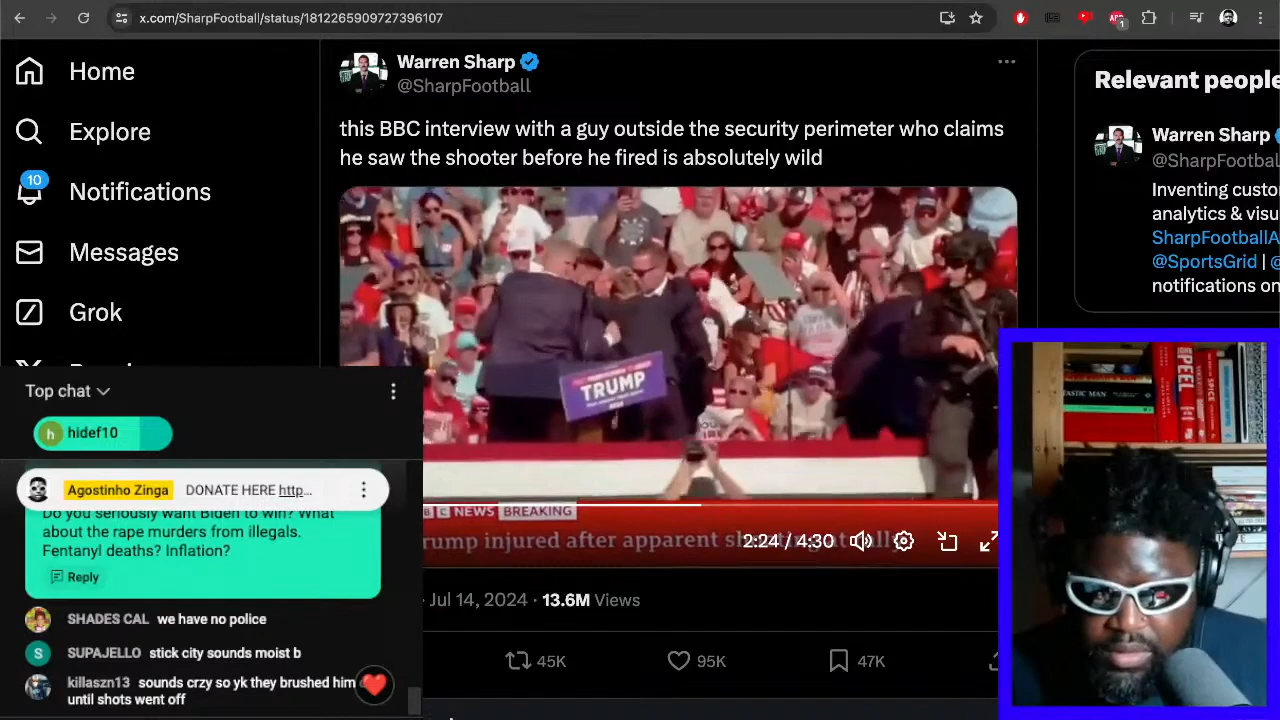 x.com/SharpFootball/status/1812265909727396107
1
Home
Explore
10
Notifications
Messages
Grok
Warren Sharp
@SharpFootball
this BBC interview with a guy outside the security perimeter who claims
he saw the shooter before he fired is absolutely wild
TRUMP
NEWS BREAKING
rump injured after apparent
2:24 / 4:30
Jul 14, 2024 · 13.6M Views
45K
95K
47K
Relevant people
Warren Sharp
@SharpFootbal
Inventing custo
analytics & visu
SharpFootballA
@SportsGrid |
notifications on
Top chat
h hidef10
Agostinho Zinga DONATE HERE http...
Do you seriously want Biden to win? What
about the rape murders from illegals.
Fentanyl deaths? Inflation?
Reply
SHADES CAL we have no police
S SUPAJELLO stick city sounds moist b
killaszn13 sounds crzy so yk they brushed him
until shots went off
PEEL
SPICE